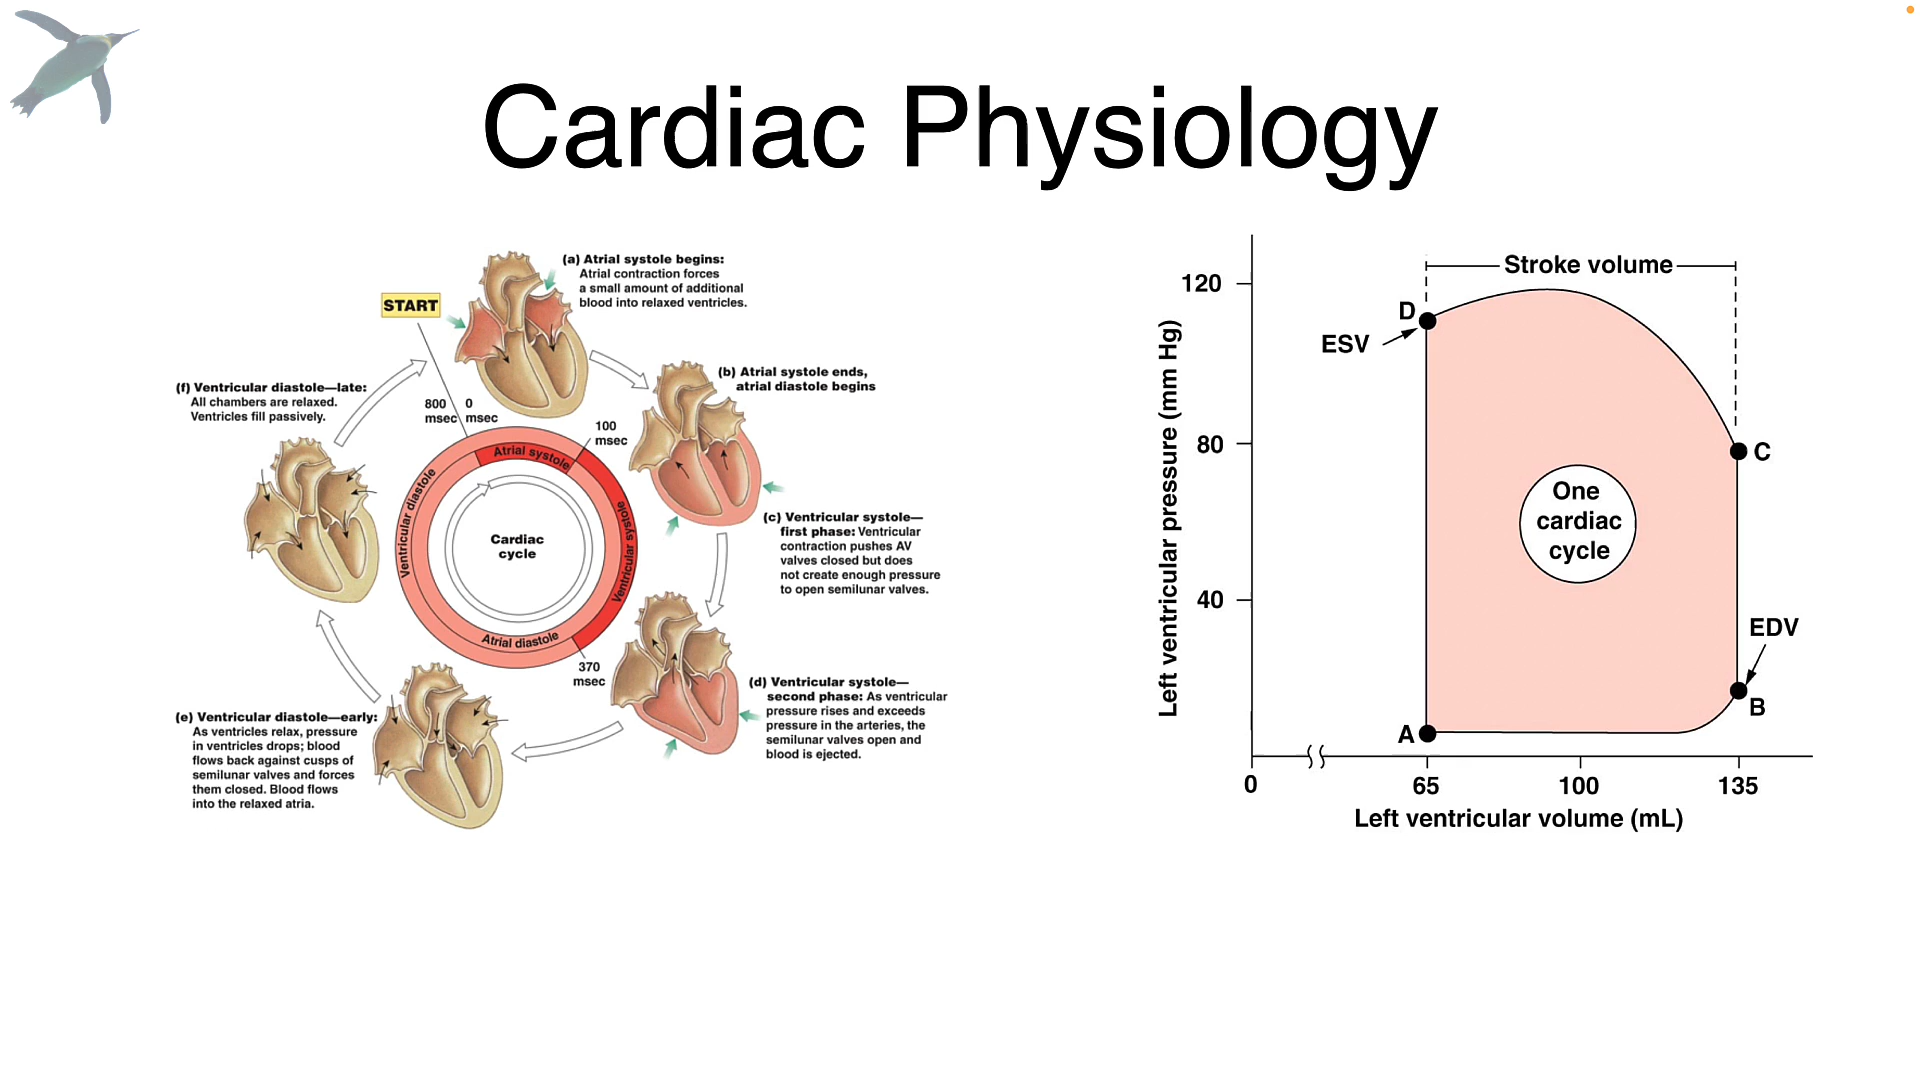 Cardiac Physiology
START
(a) Atrial systole begins:
Atrial contraction forces
a small amount of additional
blood into relaxed ventricles.
(b) Atrial systole ends,
atrial diastole begins
(c) Ventricular systole—
first phase: Ventricular
contraction pushes AV
valves closed but does
not create enough pressure
to open semilunar valves.
(d) Ventricular systole—
second phase: As ventricular
pressure rises and exceeds
pressure in the arteries, the
semilunar valves open and
blood is ejected.
(e) Ventricular diastole—early:
As ventricles relax, pressure
in ventricles drops; blood
flows back against cusps of
semilunar valves and forces
them closed. Blood flows
into the relaxed atria.
(f) Ventricular diastole—late:
All chambers are relaxed.
Ventricles fill passively.
800
msec
0
msec
100
msec
370
msec
Atrial systole
Ventricular systole
Atrial diastole
Ventricular diastole
Cardiac
cycle
Left ventricular pressure (mm Hg)
120
80
40
Stroke volume
D
ESV
C
One
cardiac
cycle
EDV
B
A
0
65
100
135
Left ventricular volume (mL)